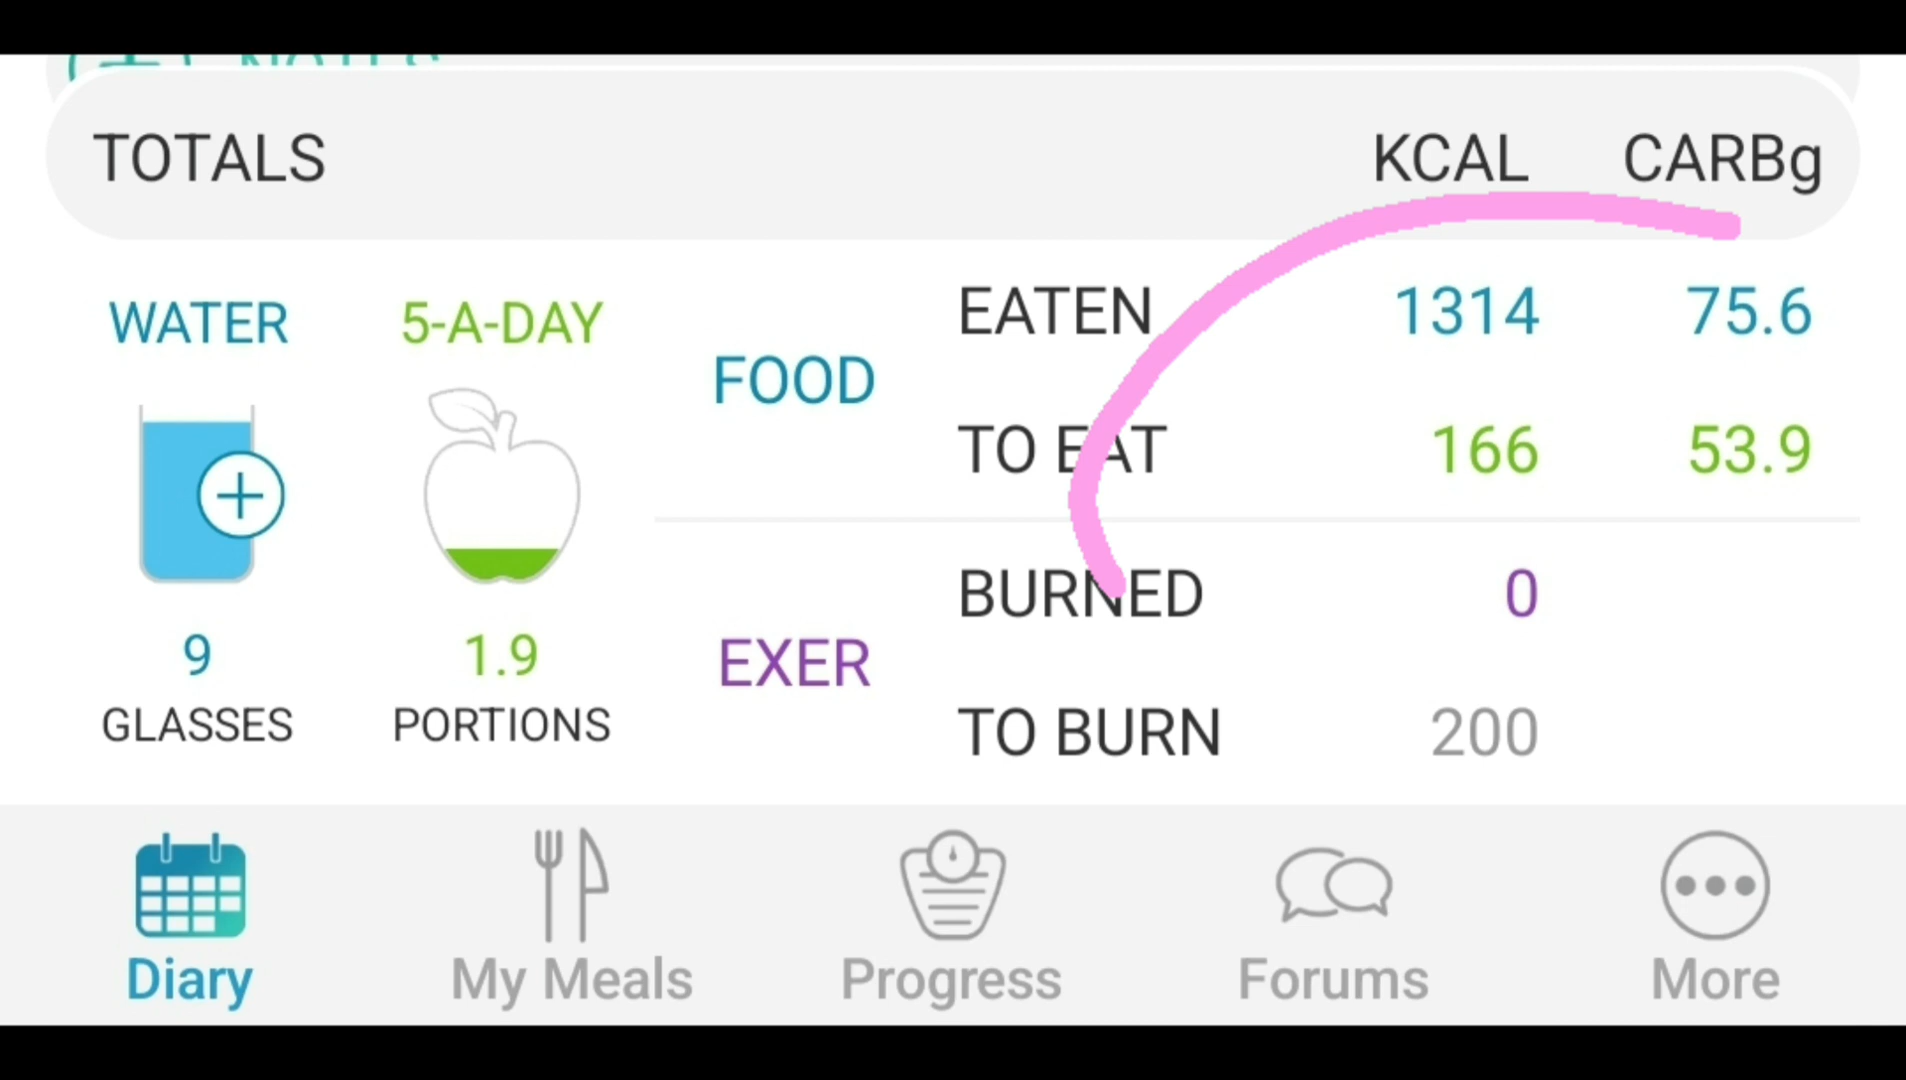 NOTES
TOTALS KCAL CARBg
WATER 5-A-DAY
FOOD
EATEN 1314 75.6
TO EAT 166 53.9
9 1.9
GLASSES PORTIONS
EXER
BURNED 0
TO BURN 200
Diary My Meals Progress Forums More